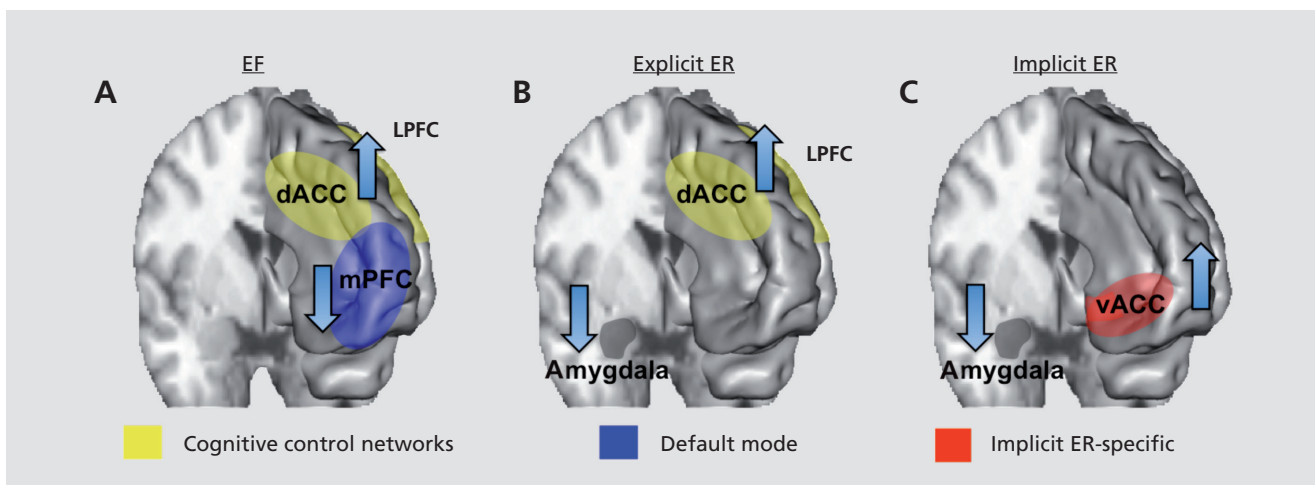 EF
Explicit ER
Implicit ER
A
B
C
LPFC
LPFC
dACC
dACC
mPFC
vACC
Amygdala
Amygdala
Cognitive control networks
Default mode
Implicit ER-specific